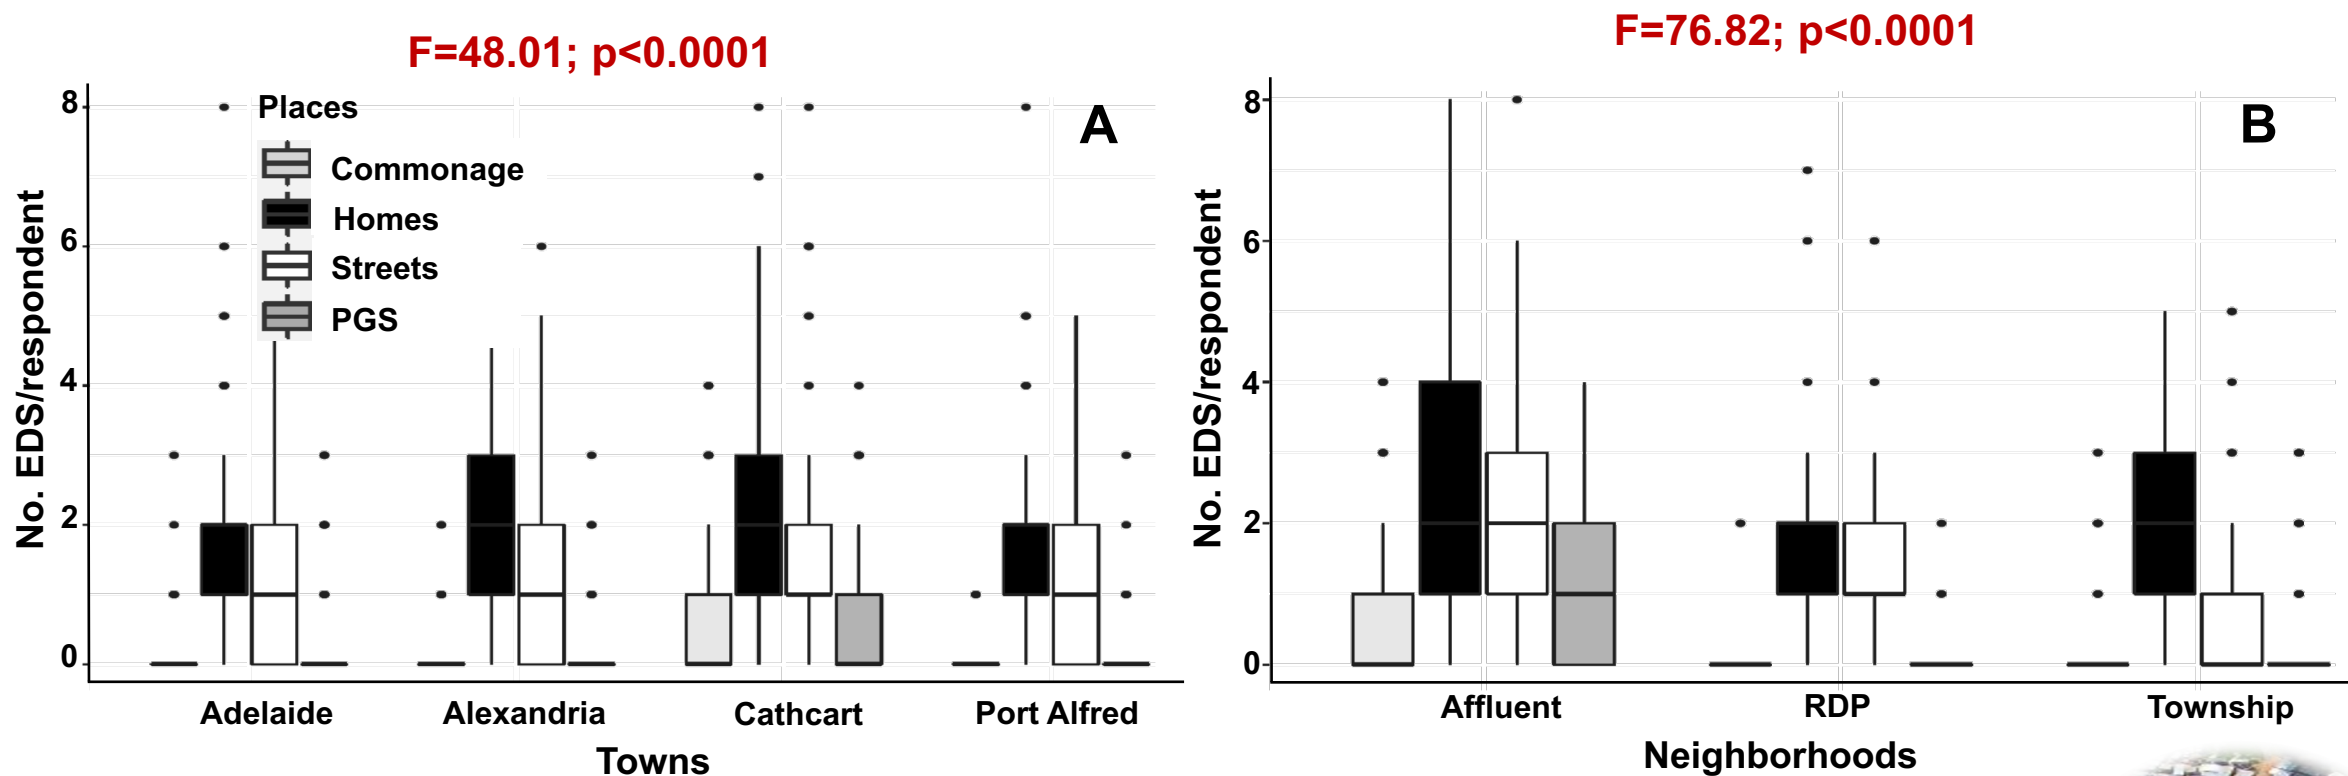 F=48.01; p<0.0001
No. EDS/respondent
8
6
4
2
0
Places
Commonage
Homes
Streets
PGS
A
Adelaide Alexandria Cathcart Port Alfred
Towns
F=76.82; p<0.0001
No. EDS/respondent
8
6
4
2
0
B
Affluent RDP Township
Neighborhoods